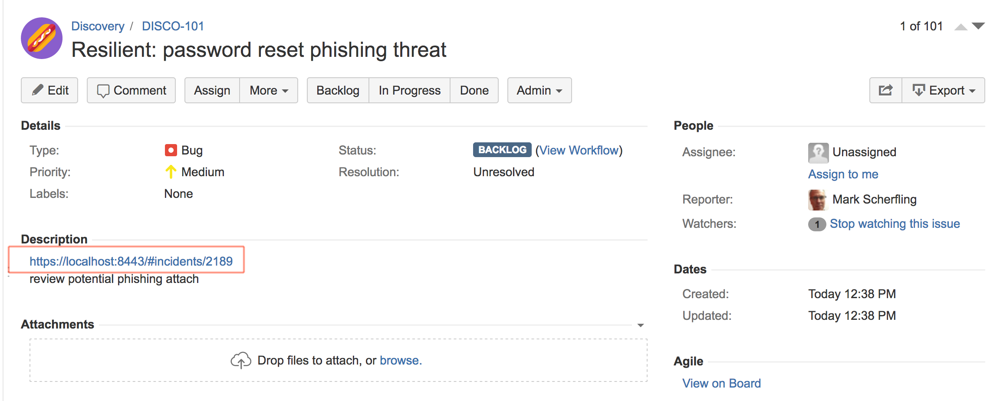 Discovery / DISCO-101
1 of 101
Resilient: password reset phishing threat
Edit
Comment
Assign
More
Backlog
In Progress
Done
Admin
Export
Details
Type:
Bug
Status:
BACKLOG (View Workflow)
Priority:
Medium
Resolution:
Unresolved
Labels:
None
Description
https://localhost:8443/#incidents/2189
review potential phishing attach
Attachments
Drop files to attach, or browse.
People
Assignee:
? Unassigned
Assign to me
Reporter:
Mark Scherfling
Watchers:
1 Stop watching this issue
Dates
Created:
Today 12:38 PM
Updated:
Today 12:38 PM
Agile
View on Board